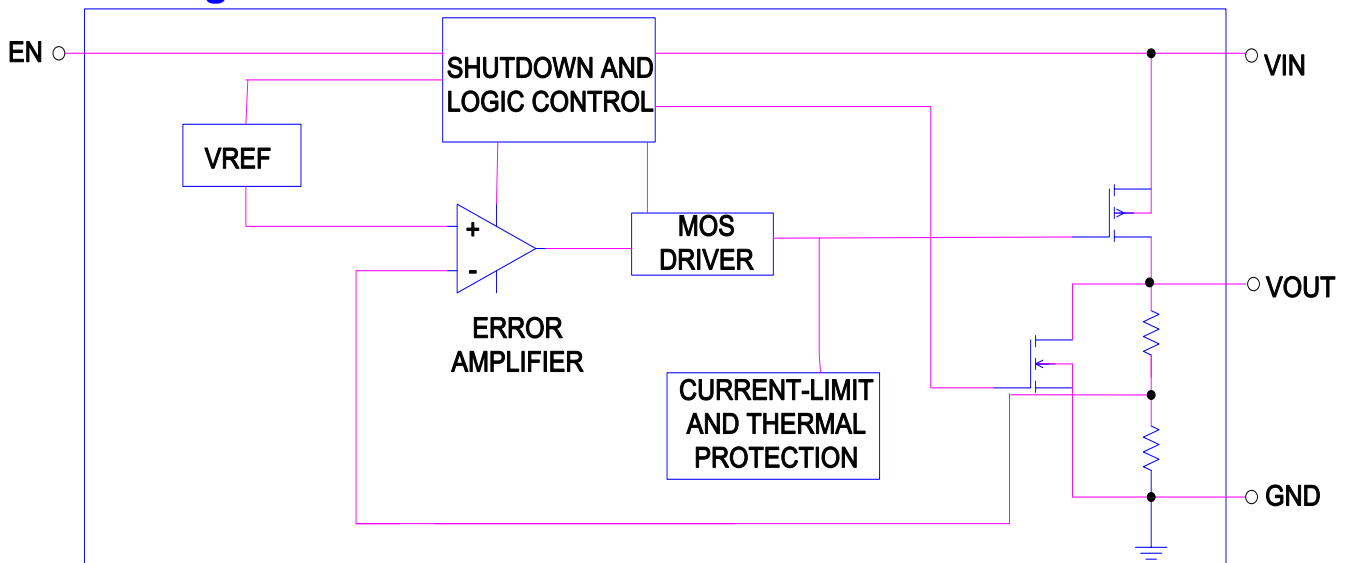 EN
SHUTDOWN AND
LOGIC CONTROL
VIN
VREF
+
-
MOS
DRIVER
VOUT
ERROR
AMPLIFIER
CURRENT-LIMIT
AND THERMAL
PROTECTION
GND